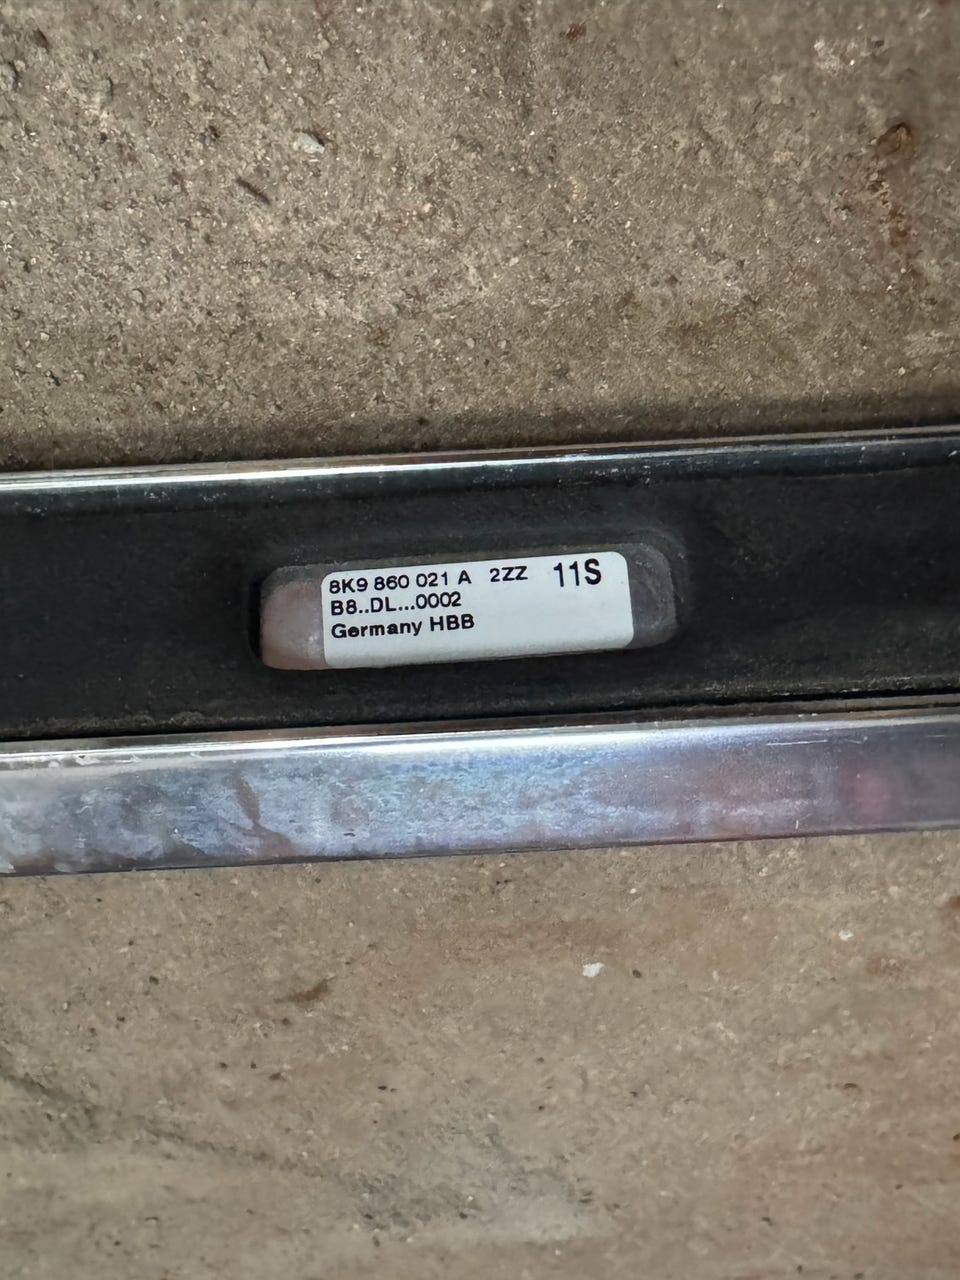 8K9 860 021 A 2ZZ 11S
B8..DL...0002
Germany HBB